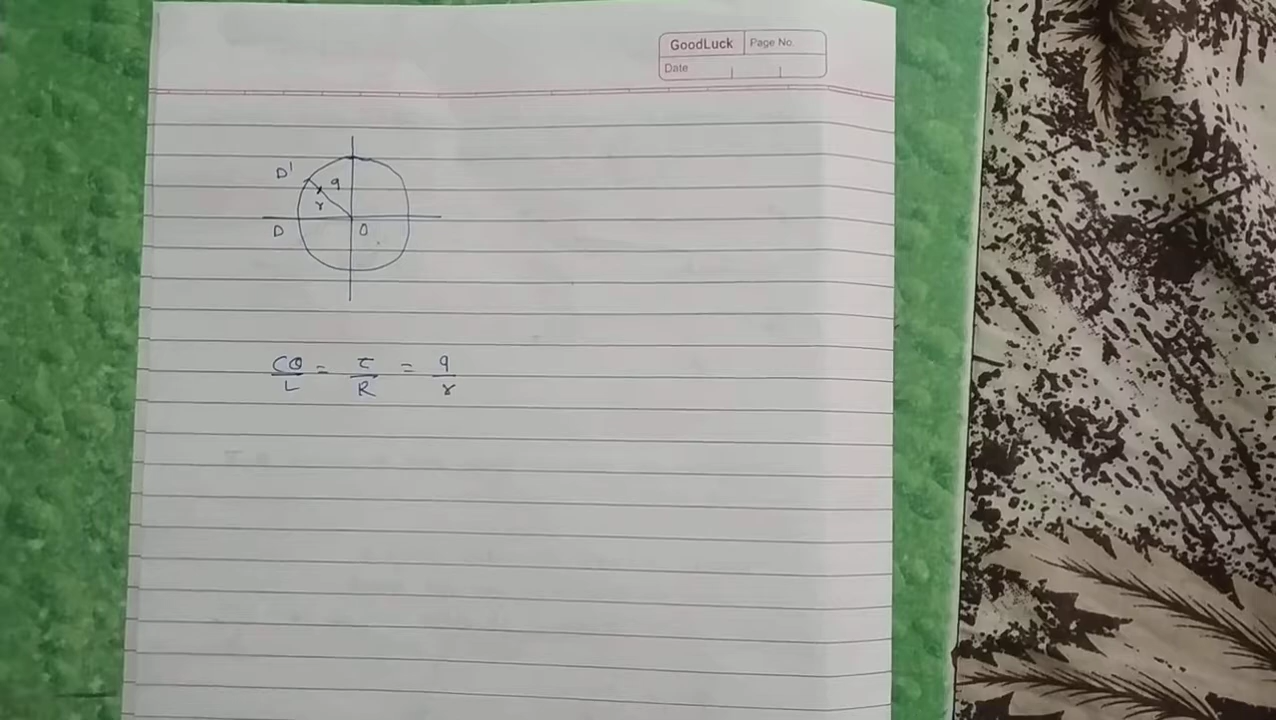 GoodLuck Page No.
Date
D'
q
r
D O
Cθ/L = τ/R = q/r